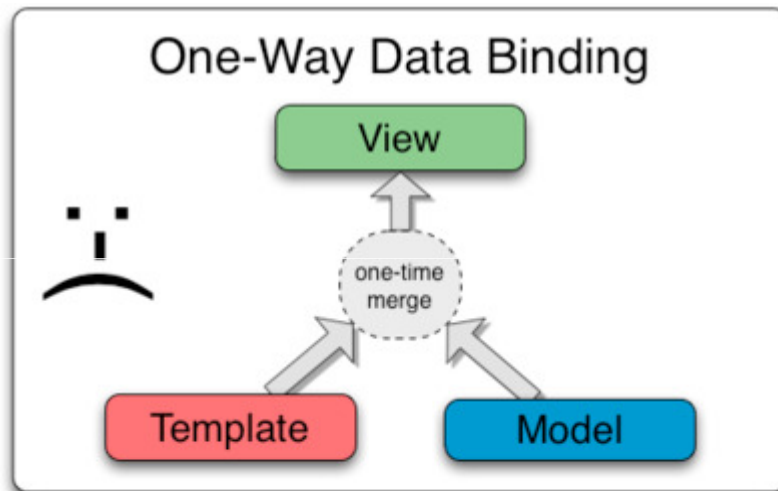 One-Way Data Binding
View
one-time
merge
Template
Model